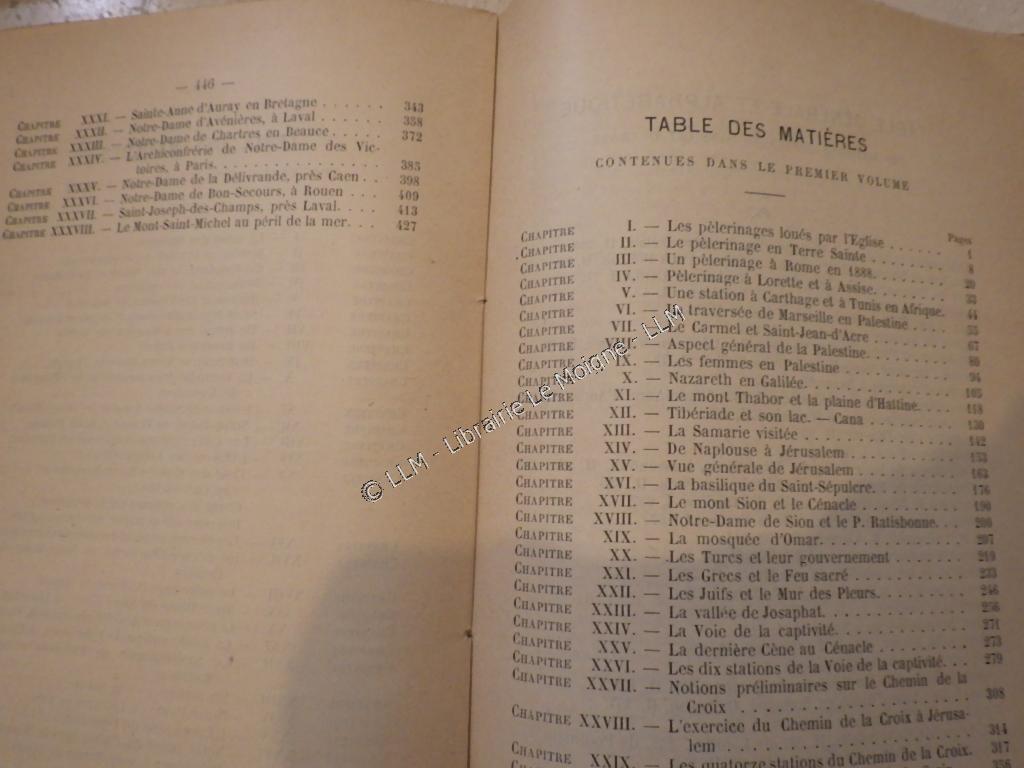 — 446 —
CHAPITRE XXXI. — Sainte-Anne d'Auray en Bretagne . . . . . . 343
CHAPITRE XXXII. — Notre-Dame d'Avénières, à Laval . . . . . . 358
CHAPITRE XXXIII. — Notre-Dame de Chartres en Beauce . . . . . 372
CHAPITRE XXXIV. — L'Archiconfrérie de Notre-Dame des Vic-
toires, à Paris. . . . . . . . . . . . . . 385
CHAPITRE XXXV. — Notre-Dame de la Délivrande, près Caen . . 398
CHAPITRE XXXVI. — Notre-Dame de Bon-Secours, à Rouen . . . . 409
CHAPITRE XXXVII. — Saint-Joseph-des-Champs, près Laval. . . . 413
CHAPITRE XXXVIII. — Le Mont-Saint-Michel au péril de la mer. . . 427
TABLE DES MATIÈRES
CONTENUES DANS LE PREMIER VOLUME
Pages
CHAPITRE I. — Les pèlerinages loués par l'Eglise . . . . . . 1
CHAPITRE II. — Le pèlerinage en Terre Sainte . . . . . . . . 8
CHAPITRE III. — Un pèlerinage à Rome en 1888. . . . . . . . 20
CHAPITRE IV. — Pèlerinage à Lorette et à Assise. . . . . . . 33
CHAPITRE V. — Une station à Carthage et à Tunis en Afrique. 44
CHAPITRE VI. — La traversée de Marseille en Palestine . . . . 55
CHAPITRE VII. — Le Carmel et Saint-Jean-d'Acre . . . . . . . 67
CHAPITRE VIII. — Aspect général de la Palestine. . . . . . . . 80
CHAPITRE IX. — Les femmes en Palestine . . . . . . . . . . 94
CHAPITRE X. — Nazareth en Galilée. . . . . . . . . . . . . 105
CHAPITRE XI. — Le mont Thabor et la plaine d'Hattine. . . . 118
CHAPITRE XII. — Tibériade et son lac. — Cana . . . . . . . . 130
CHAPITRE XIII. — La Samarie visitée . . . . . . . . . . . . . 142
CHAPITRE XIV. — De Naplouse à Jérusalem . . . . . . . . . . 153
CHAPITRE XV. — Vue générale de Jérusalem . . . . . . . . . 163
CHAPITRE XVI. — La basilique du Saint-Sépulcre. . . . . . . . 176
CHAPITRE XVII. — Le mont Sion et le Cénacle . . . . . . . . . 190
CHAPITRE XVIII. — Notre-Dame de Sion et le P. Ratisbonne. . . 200
CHAPITRE XIX. — La mosquée d'Omar. . . . . . . . . . . . . 207
CHAPITRE XX. — Les Turcs et leur gouvernement . . . . . . . 219
CHAPITRE XXI. — Les Grecs et le Feu sacré . . . . . . . . . . 233
CHAPITRE XXII. — Les Juifs et le Mur des Pleurs. . . . . . . . 246
CHAPITRE XXIII. — La vallée de Josaphat. . . . . . . . . . . . 256
CHAPITRE XXIV. — La Voie de la captivité. . . . . . . . . . . 271
CHAPITRE XXV. — La dernière Cène au Cénacle . . . . . . . . 273
CHAPITRE XXVI. — Les dix stations de la Voie de la captivité. . . 279
CHAPITRE XXVII. — Notions préliminaires sur le Chemin de la
Croix . . . . . . . . . . . . . . . . . 308
CHAPITRE XXVIII. — L'exercice du Chemin de la Croix à Jérusa-
lem . . . . . . . . . . . . . . . . . . 314
CHAPITRE XXIX. — Les quatorze stations du Chemin de la Croix. 317
356
© LLM - Librairie Le Moigne - LLM